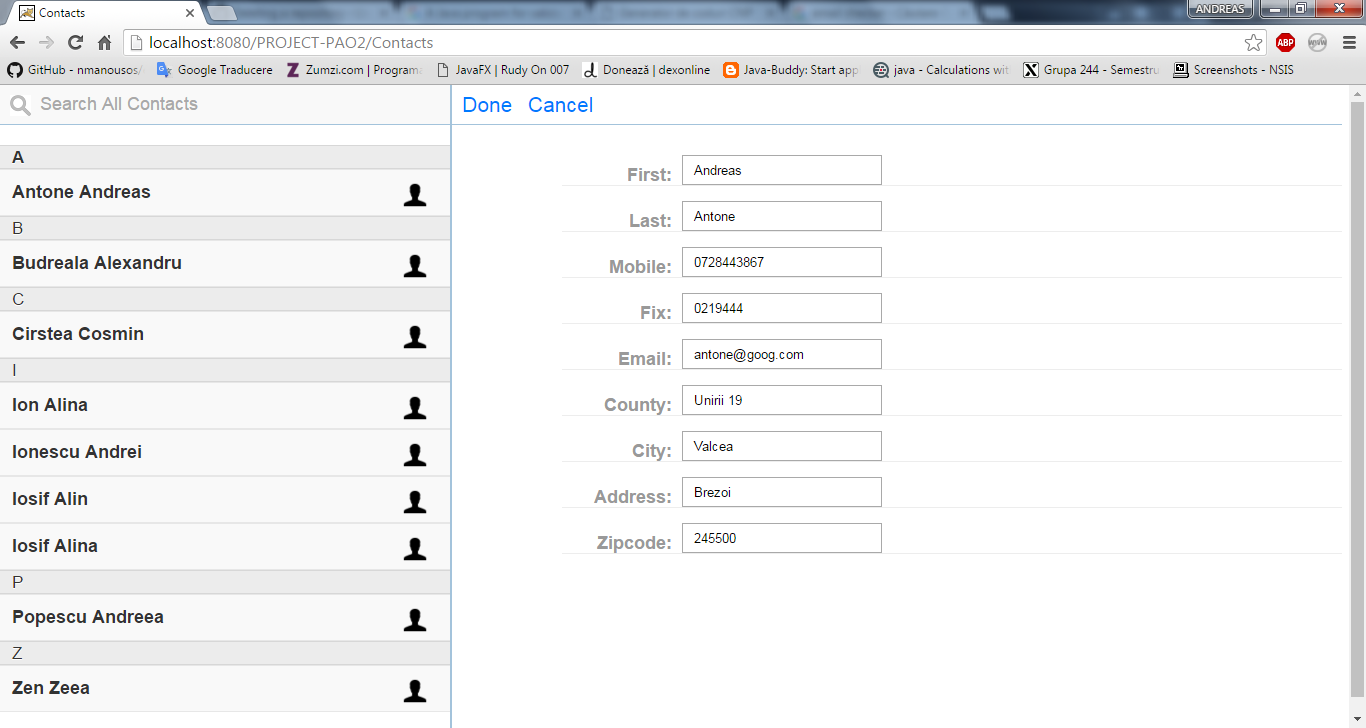 Contacts
ANDREAS
localhost:8080/PROJECT-PAO2/Contacts
ABP
GitHub - nmanousos/
Google Traducere
Zumzi.com | Program
JavaFX | Rudy On 007
Donează | dexonline
Java-Buddy: Start app
java - Calculations wit
Grupa 244 - Semestru
Screenshots - NSIS
Search All Contacts
Done Cancel
A
Antone Andreas
B
Budreala Alexandru
C
Cirstea Cosmin
I
Ion Alina
Ionescu Andrei
Iosif Alin
Iosif Alina
P
Popescu Andreea
Z
Zen Zeea
First: Andreas
Last: Antone
Mobile: 0728443867
Fix: 0219444
Email: antone@goog.com
County: Unirii 19
City: Valcea
Address: Brezoi
Zipcode: 245500